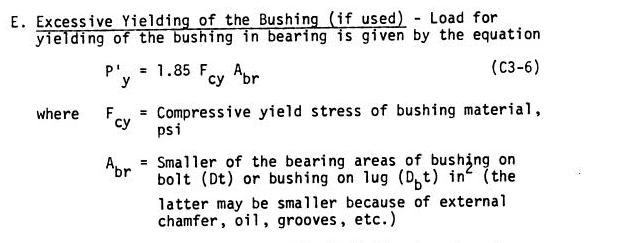 E. Excessive Yielding of the Bushing (if used) - Load for
yielding of the bushing in bearing is given by the equation
P'y = 1.85 Fcy Abr (C3-6)
where Fcy = Compressive yield stress of bushing material,
psi
Abr = Smaller of the bearing areas of bushing on
bolt (Dt) or bushing on lug (Dbt) in² (the
latter may be smaller because of external
chamfer, oil, grooves, etc.)